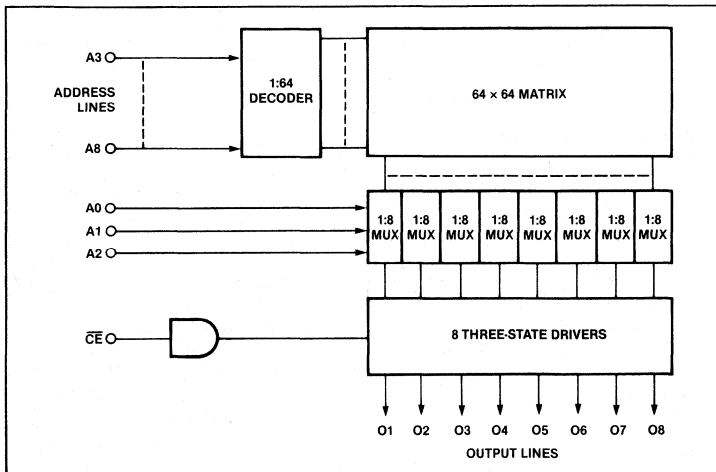 A3
ADDRESS
LINES
A8
1:64
DECODER
64 × 64 MATRIX
A0
A1
A2
1:8 1:8 1:8 1:8 1:8 1:8 1:8 1:8
MUX MUX MUX MUX MUX MUX MUX MUX
C̅E̅
8 THREE-STATE DRIVERS
O1 O2 O3 O4 O5 O6 O7 O8
OUTPUT LINES